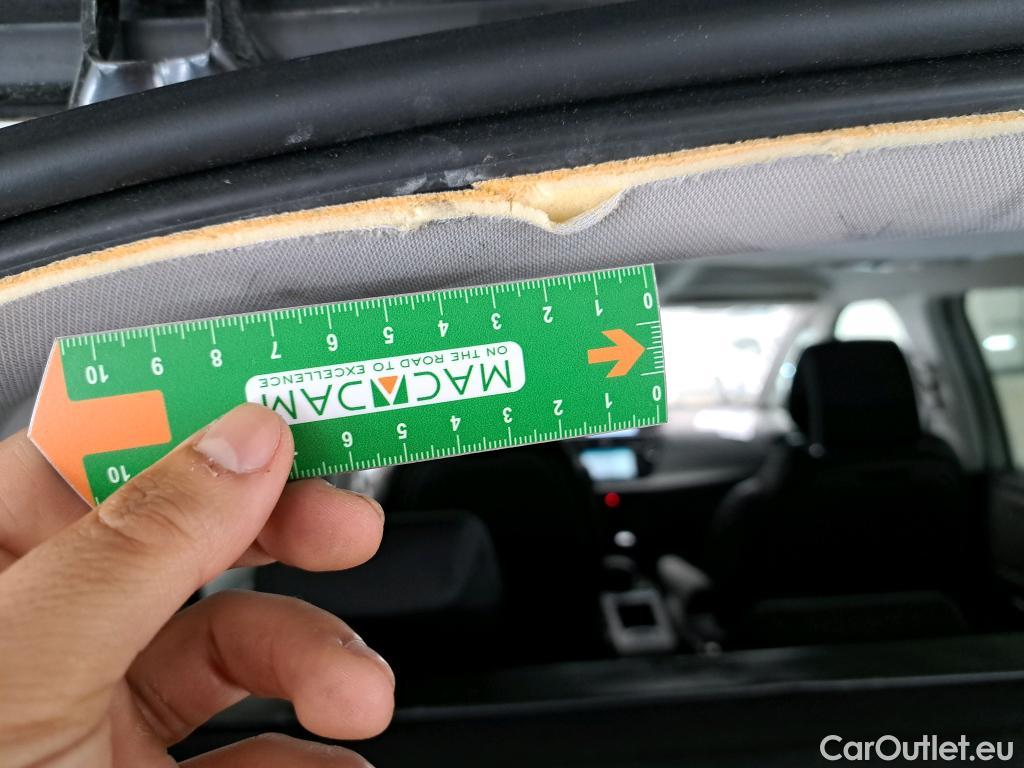 0 1 2 3 4 5 6 7 8 9 10
MACADAM
ON THE ROAD TO EXCELLENCE
0 1 2 3 4 5 6 10
CarOutlet.eu